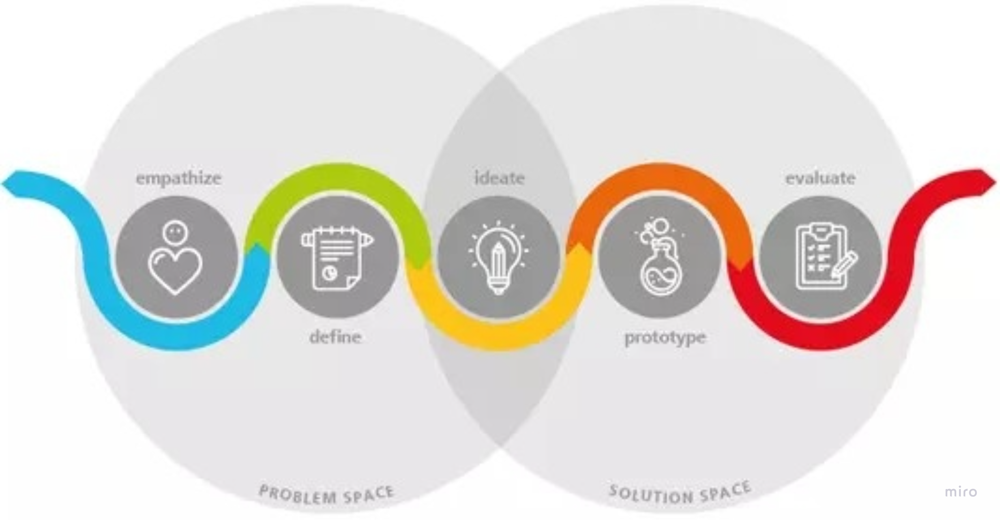 empathize
define
ideate
prototype
evaluate
PROBLEM SPACE
SOLUTION SPACE
miro